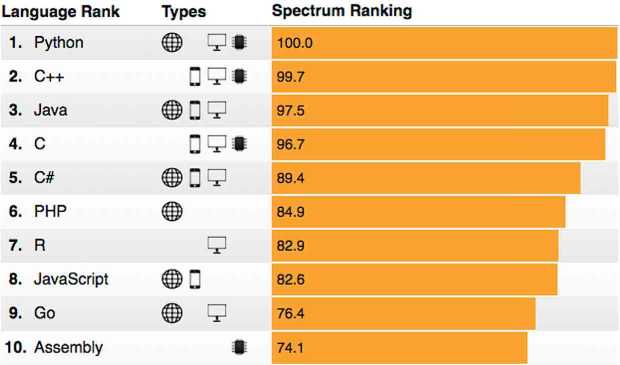 Language Rank Types Spectrum Ranking
1. Python 100.0
2. C++ 99.7
3. Java 97.5
4. C 96.7
5. C# 89.4
6. PHP 84.9
7. R 82.9
8. JavaScript 82.6
9. Go 76.4
10. Assembly 74.1